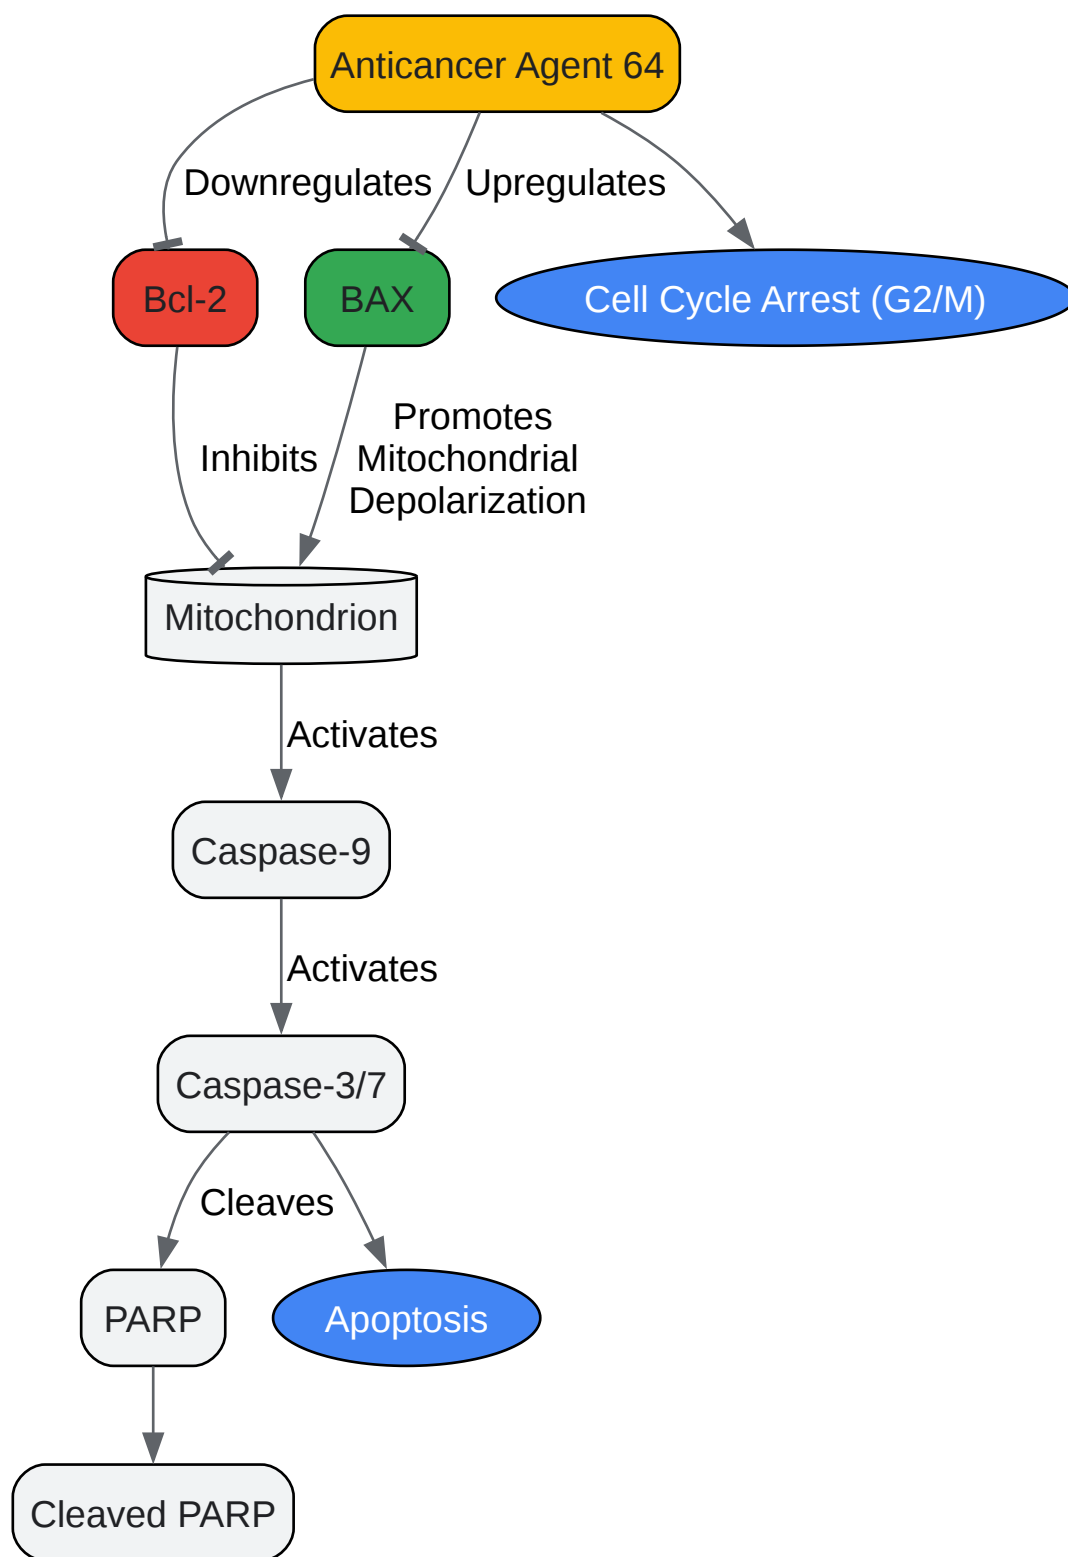 Anticancer Agent 64
Downregulates
Upregulates
Bcl-2
BAX
Cell Cycle Arrest (G2/M)
Inhibits
Promotes
Mitochondrial
Depolarization
Mitochondrion
Activates
Caspase-9
Activates
Caspase-3/7
Cleaves
PARP
Apoptosis
Cleaved PARP